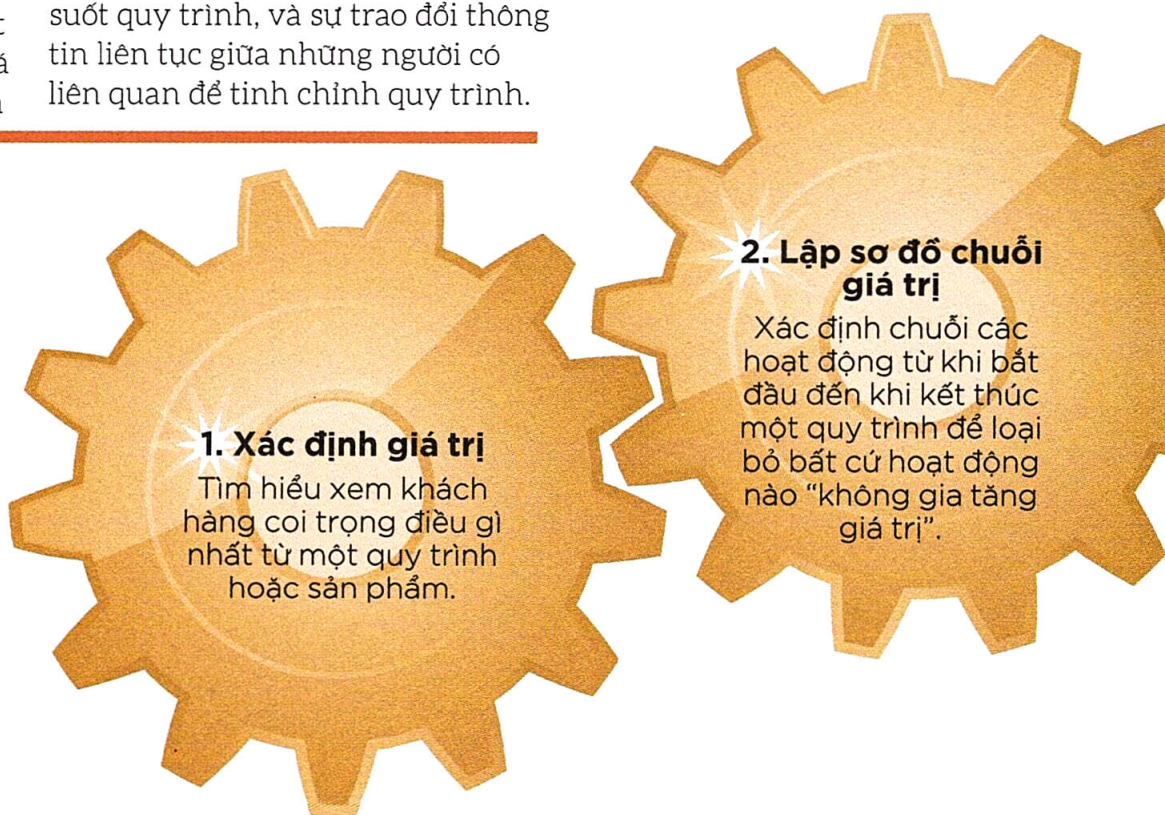 suốt quy trình, và sự trao đổi thông
tin liên tục giữa những người có
liên quan để tinh chỉnh quy trình.
1. Xác định giá trị
Tìm hiểu xem khách
hàng coi trọng điều gì
nhất từ một quy trình
hoặc sản phẩm.
2. Lập sơ đồ chuỗi
giá trị
Xác định chuỗi các
hoạt động từ khi bắt
đầu đến khi kết thúc
một quy trình để loại
bỏ bất cứ hoạt động
nào “không gia tăng
giá trị”.